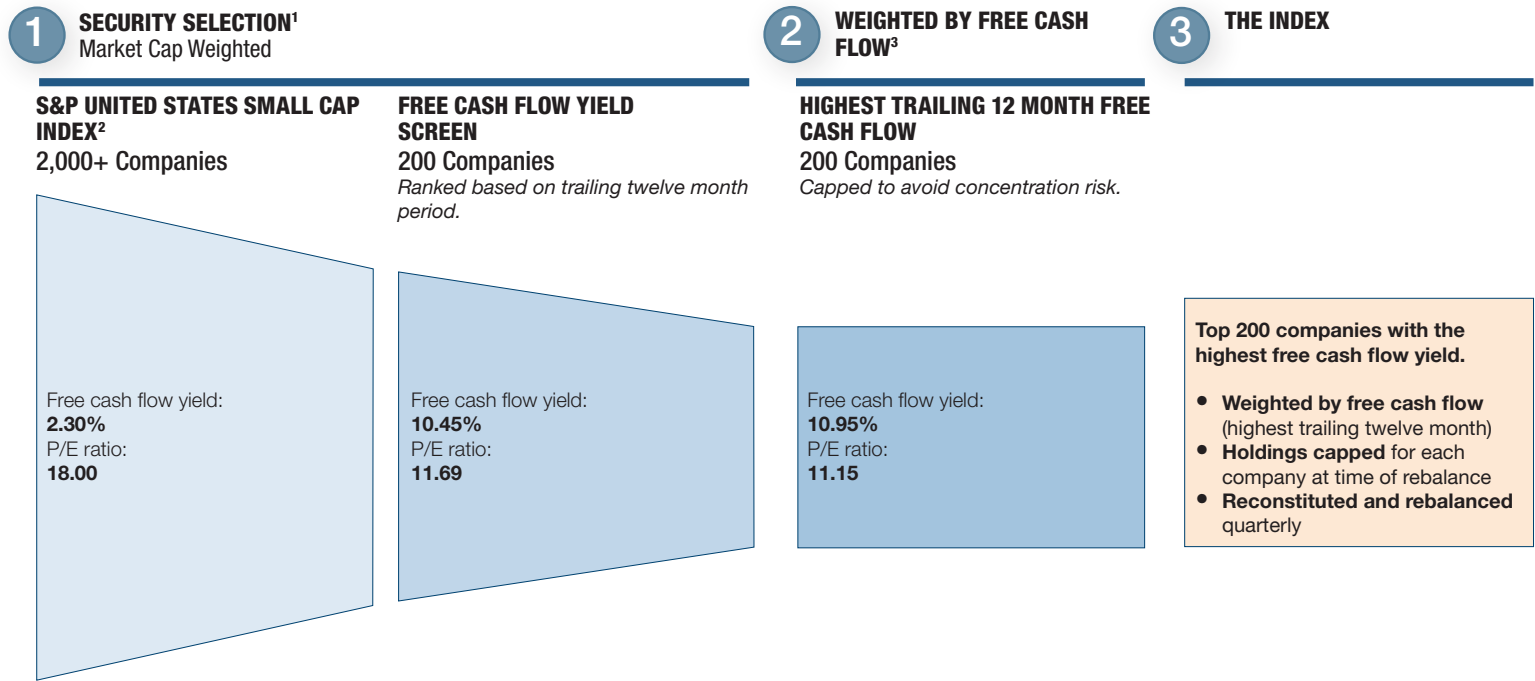 1
SECURITY SELECTION¹
Market Cap Weighted
S&P UNITED STATES SMALL CAP
INDEX²
2,000+ Companies
Free cash flow yield:
2.30%
P/E ratio:
18.00
FREE CASH FLOW YIELD
SCREEN
200 Companies
Ranked based on trailing twelve month
period.
Free cash flow yield:
10.45%
P/E ratio:
11.69
2
WEIGHTED BY FREE CASH
FLOW³
HIGHEST TRAILING 12 MONTH FREE
CASH FLOW
200 Companies
Capped to avoid concentration risk.
Free cash flow yield:
10.95%
P/E ratio:
11.15
3
THE INDEX
Top 200 companies with the
highest free cash flow yield.
• Weighted by free cash flow
(highest trailing twelve month)
• Holdings capped for each
company at time of rebalance
• Reconstituted and rebalanced
quarterly